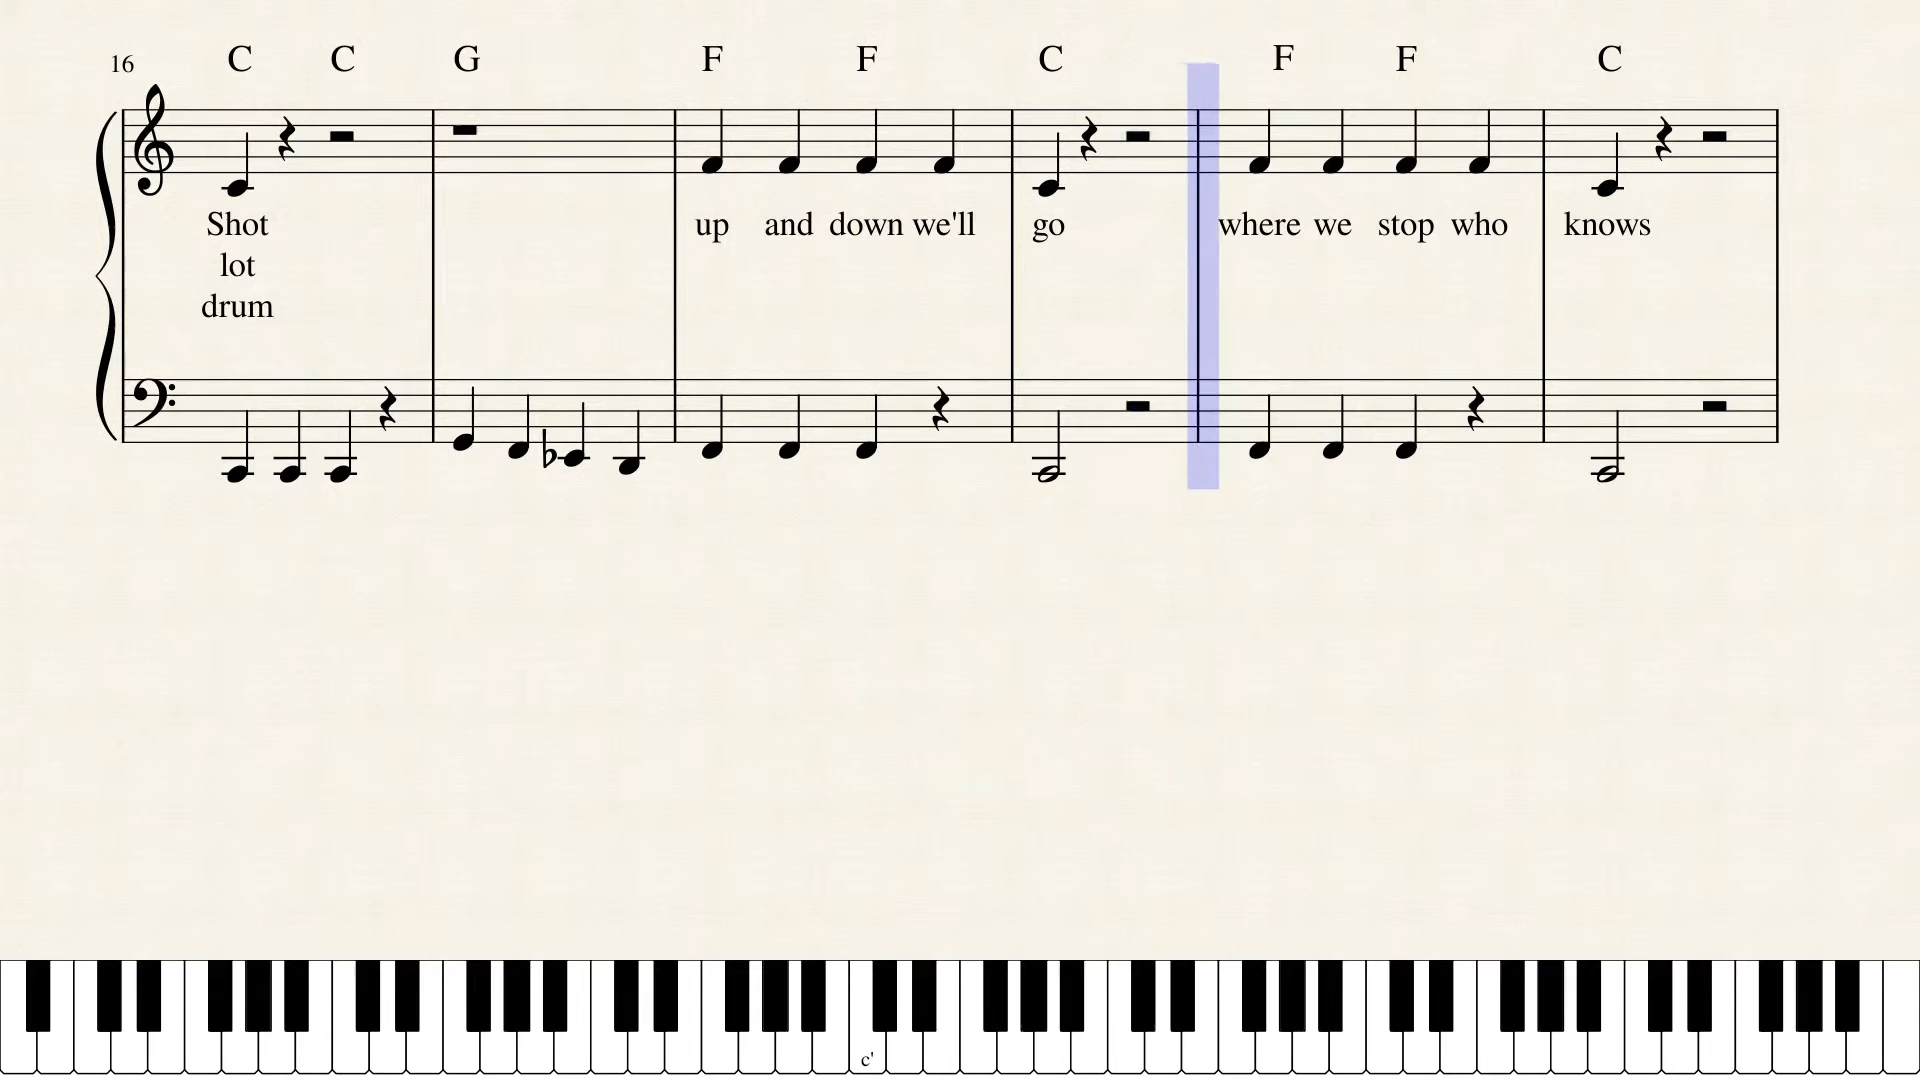 16 C C G F F C F F C
Shot up and down we'll go where we stop who knows
lot
drum
c'